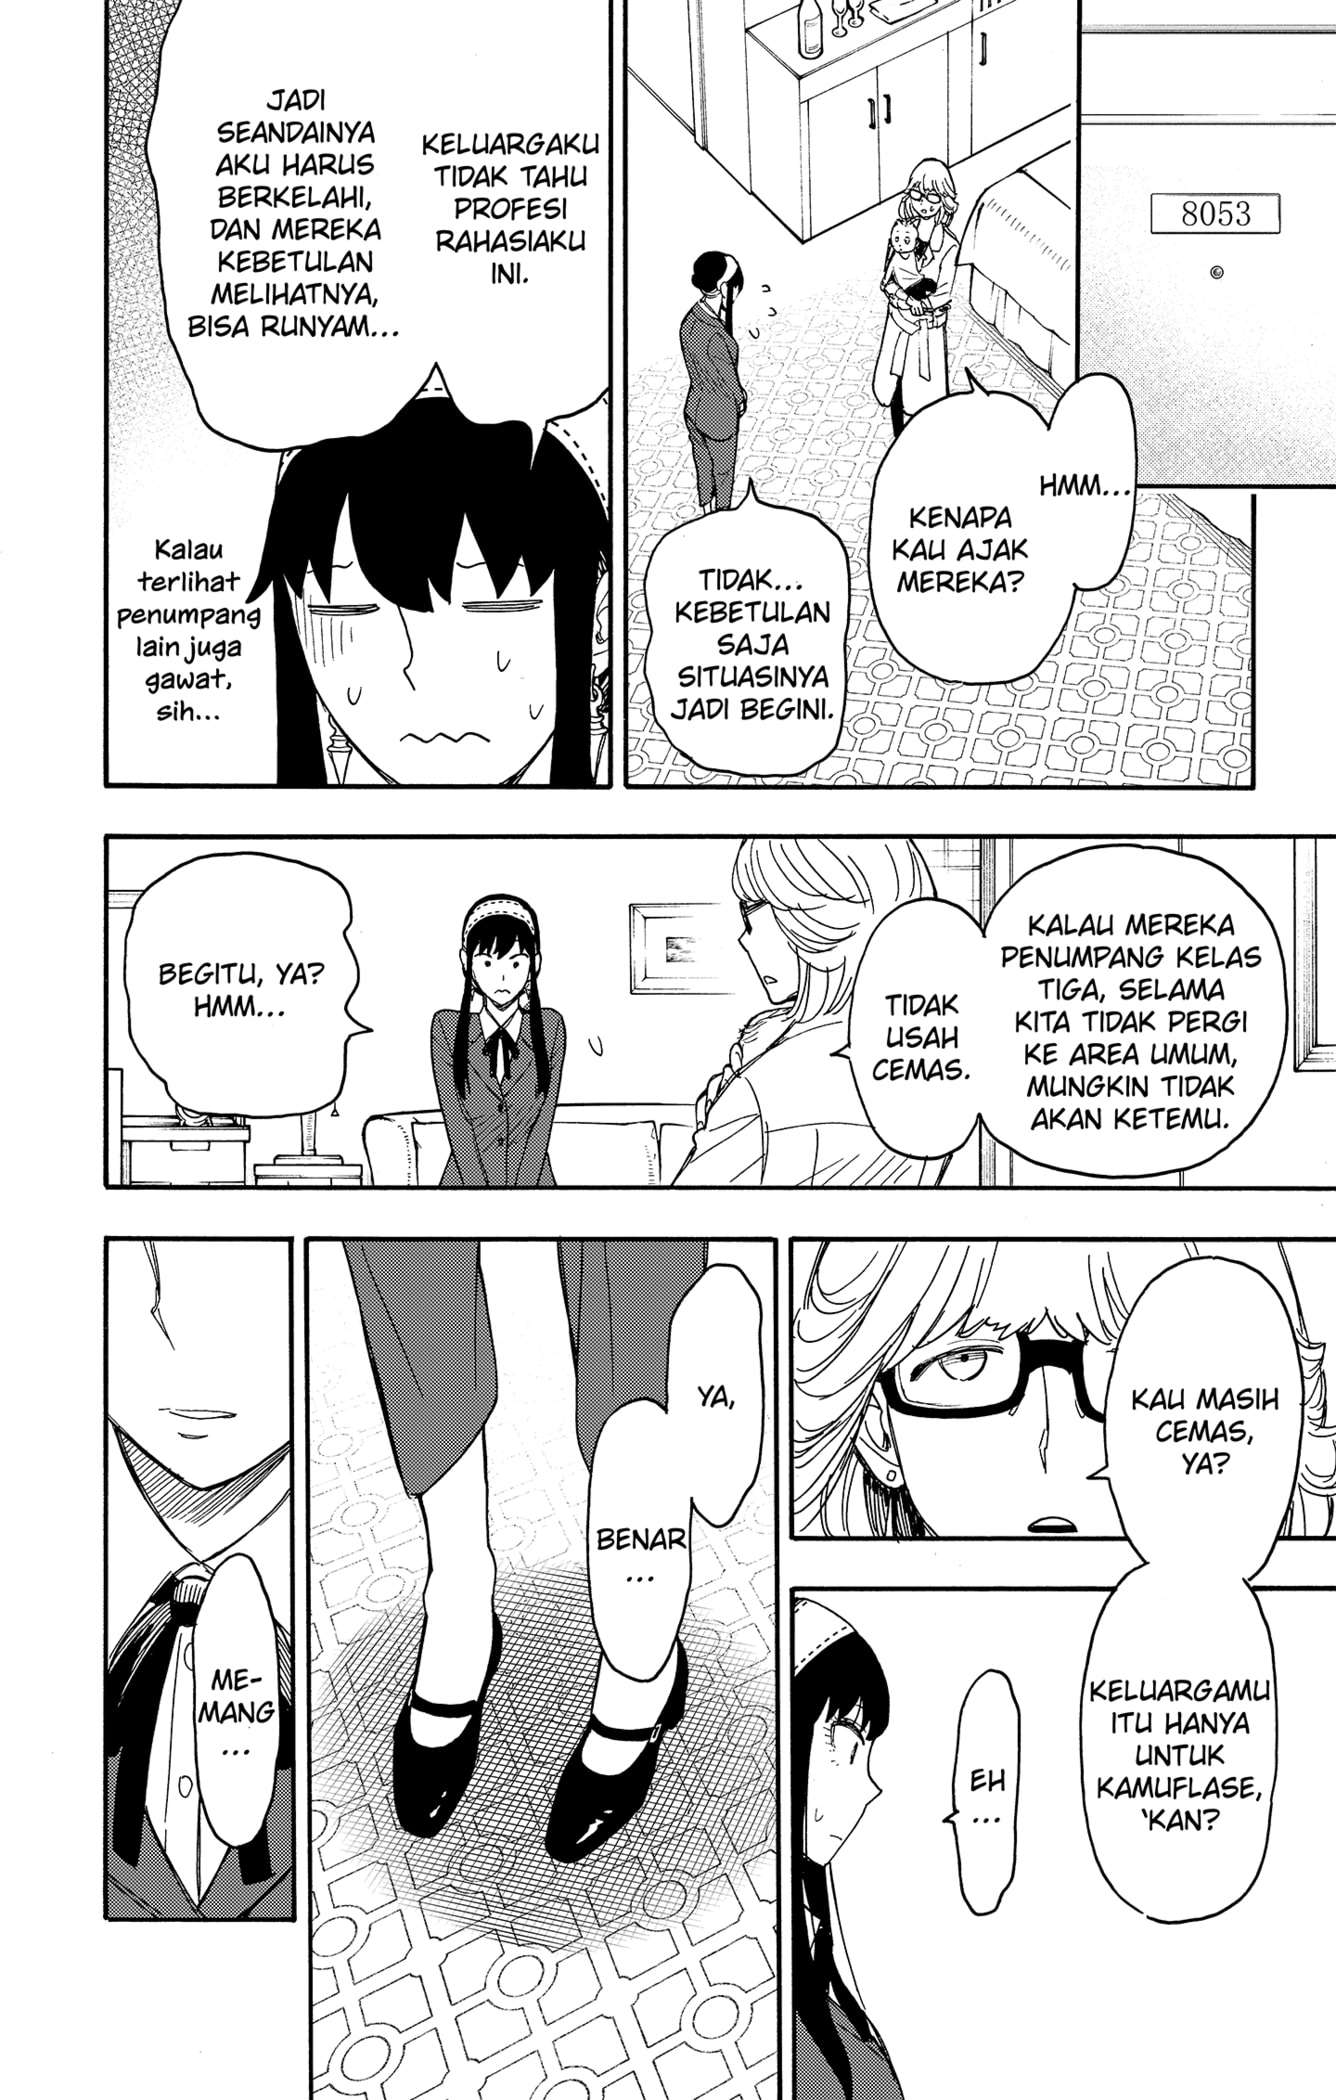 8053
HMM...
KENAPA
KAU AJAK
MEREKA?
TIDAK...
KEBETULAN
SAJA
SITUASINYA
JADI BEGINI.
KELUARGAKU
TIDAK TAHU
PROFESI
RAHASIAKU
INI.
JADI
SEANDAINYA
AKU HARUS
BERKELAHI,
DAN MEREKA
KEBETULAN
MELIHATNYA,
BISA RUNYAM...
Kalau
terlihat
penumpang
lain juga
gawat,
sih...
KALAU MEREKA
PENUMPANG KELAS
TIGA, SELAMA
KITA TIDAK PERGI
KE AREA UMUM,
MUNGKIN TIDAK
AKAN KETEMU.
TIDAK
USAH
CEMAS.
BEGITU, YA?
HMM...
KAU MASIH
CEMAS,
YA?
KELUARGAMU
ITU HANYA
UNTUK
KAMUFLASE,
'KAN?
EH
...
YA,
BENAR
...
ME-
MANG
...